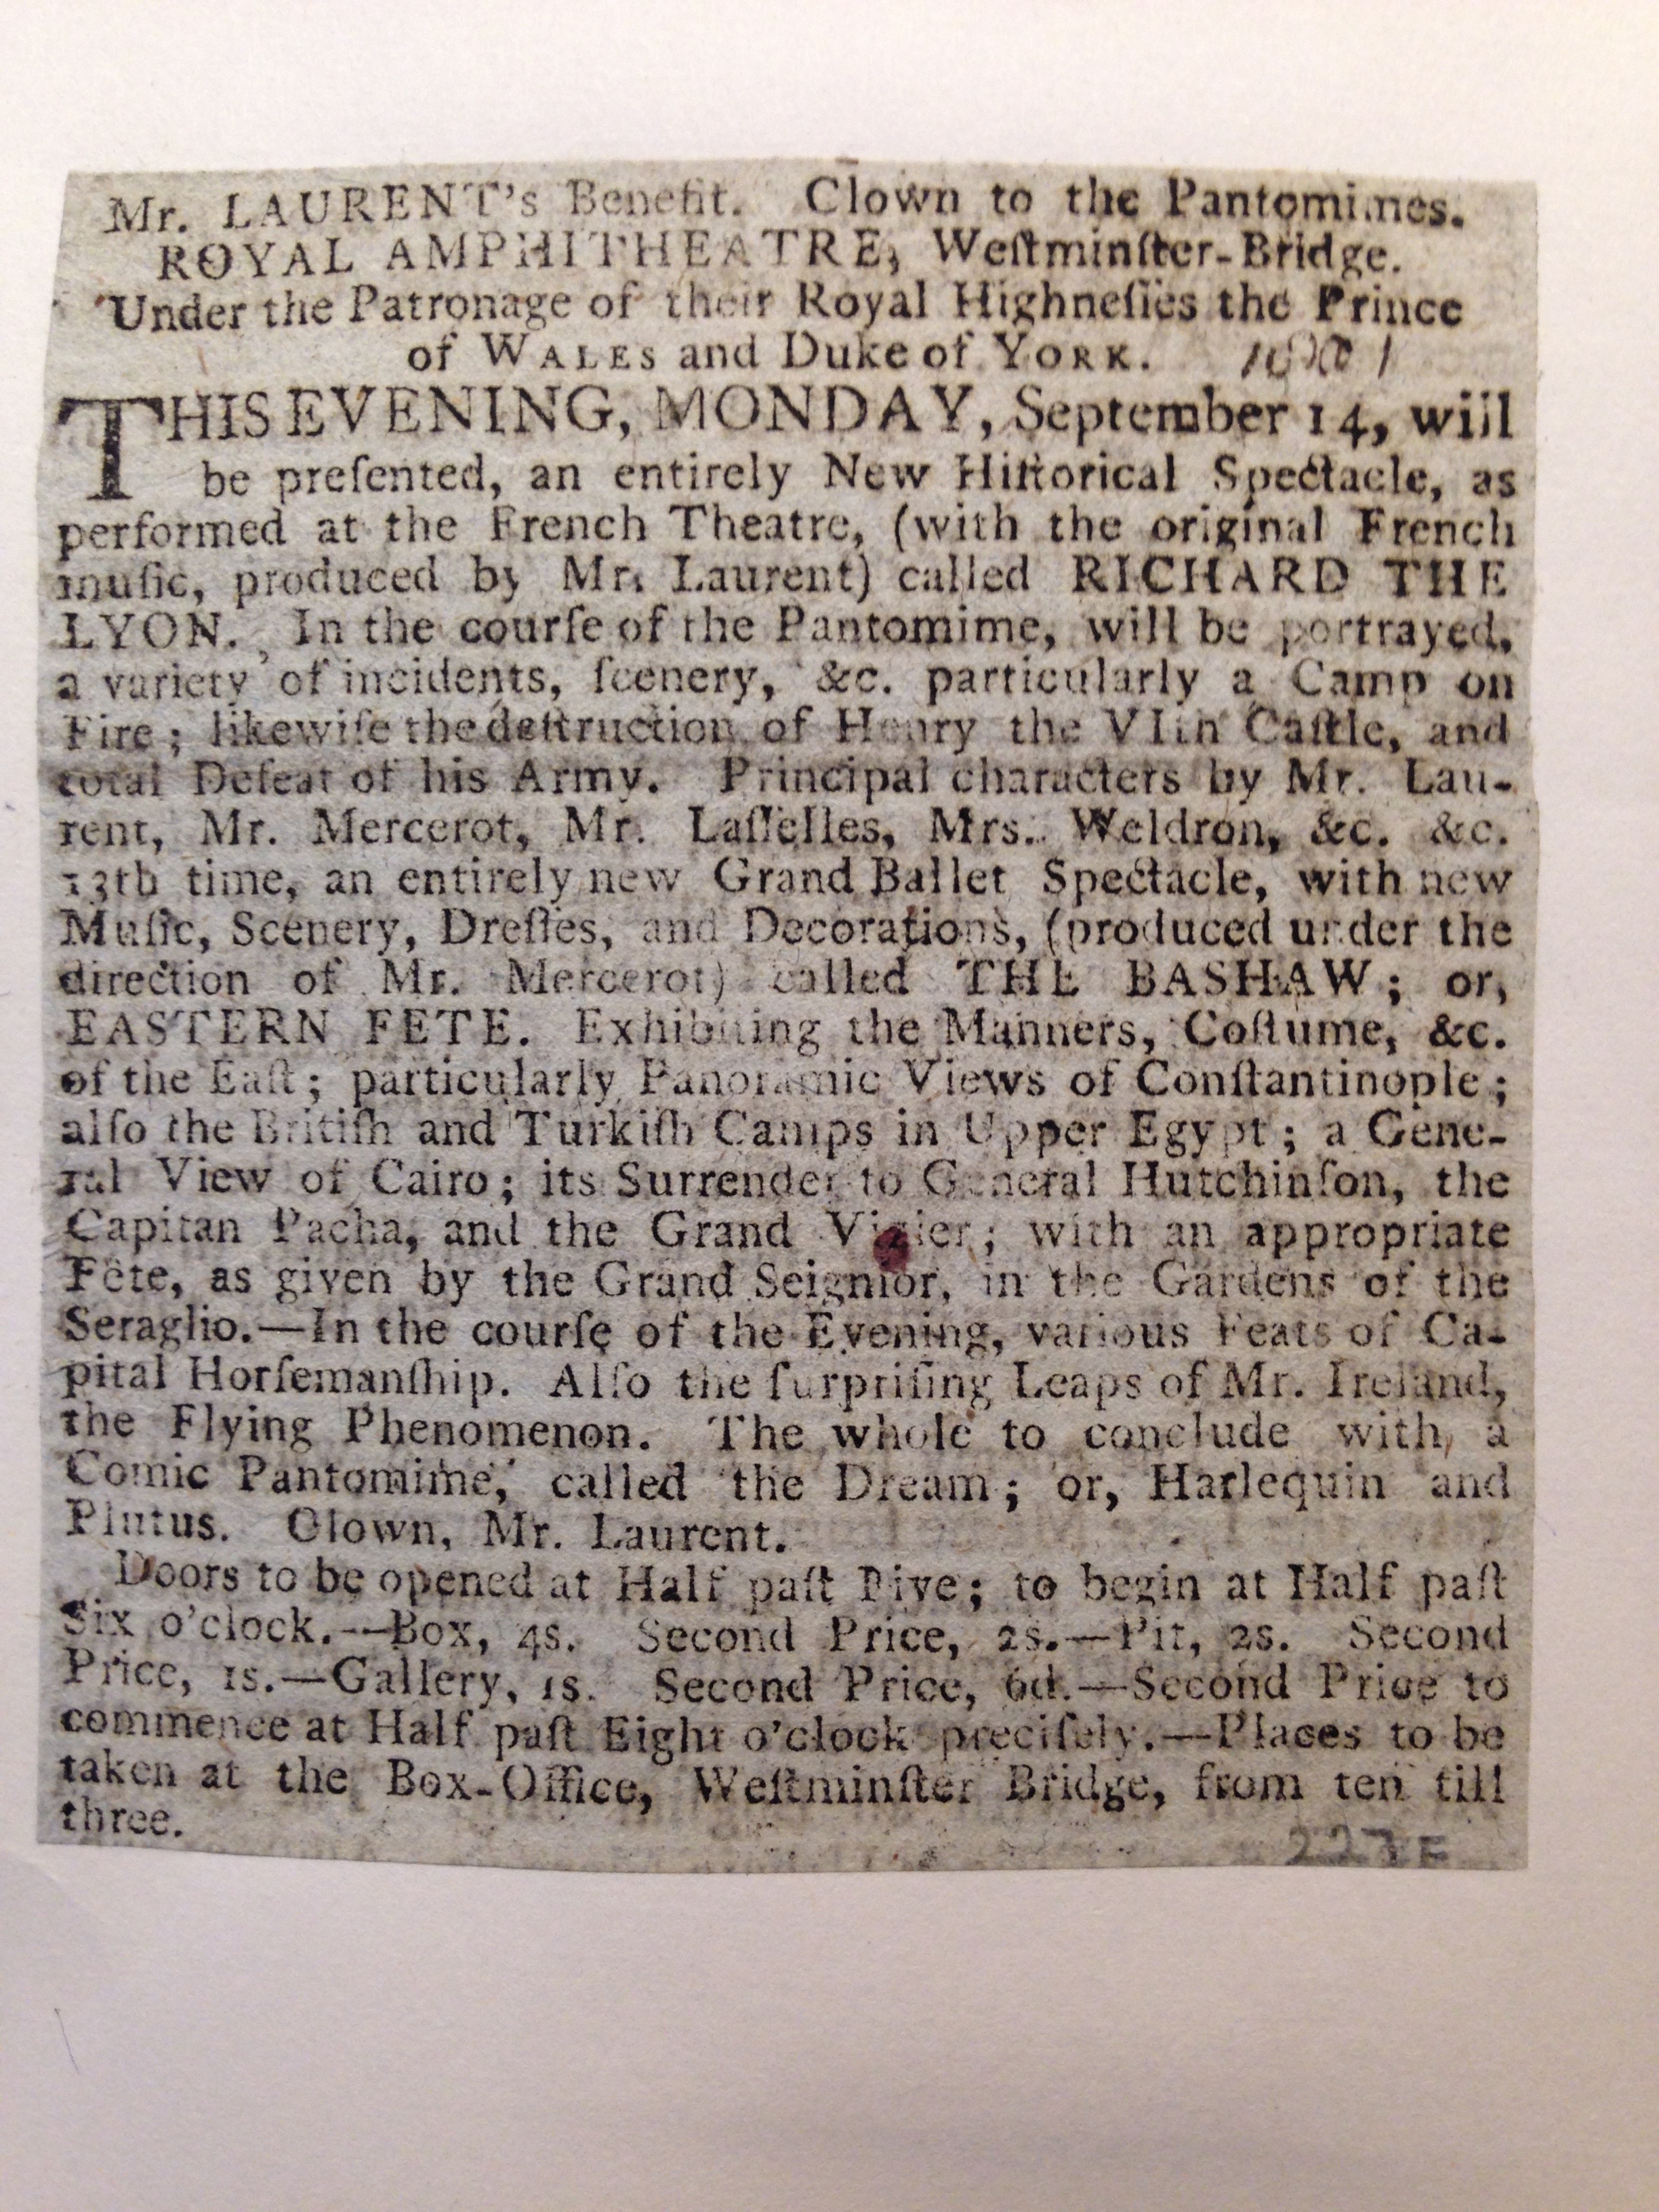 Mr. LAURENT's Benefit. Clown to the Pantomimes.
ROYAL AMPHITHEATRE, Weſtminſter-Bridge.
Under the Patronage of their Royal Highneſſes the Prince
of WALES and Duke of YORK. 1801
THIS EVENING, MONDAY, September 14, will
be preſented, an entirely New Hiſtorical Spectacle, as
performed at the French Theatre, (with the original French
muſic, produced by Mr. Laurent) called RICHARD THE
LYON. In the courſe of the Pantomime, will be portrayed,
a variety of incidents, ſcenery, &c. particularly a Camp on
Fire; likewiſe the deſtruction of Henry the VIth Caſtle, and
total Defeat of his Army. Principal characters by Mr. Lau-
rent, Mr. Mercerot, Mr. Laſſelles, Mrs. Weldron, &c. &c.
13th time, an entirely new Grand Ballet Spectacle, with new
Muſic, Scenery, Dreſſes, and Decorations, (produced under the
direction of Mr. Mercerot) called THE BASHAW; or,
EASTERN FETE. Exhibiting the Manners, Coſtume, &c.
of the Eaſt; particularly Panoramic Views of Conſtantinople;
alſo the Britiſh and Turkiſh Camps in Upper Egypt; a Gene-
ral View of Cairo; its Surrender to General Hutchinſon, the
Capitan Pacha, and the Grand Vizier; with an appropriate
Fête, as given by the Grand Seignior, in the Gardens of the
Seraglio.—In the courſe of the Evening, various Feats of Ca-
pital Horſemanſhip. Alſo the ſurpriſing Leaps of Mr. Ireland,
the Flying Phenomenon. The whole to conclude with a
Comic Pantomime, called the Dream; or, Harlequin and
Plutus. Clown, Mr. Laurent.
Doors to be opened at Half paſt Five; to begin at Half paſt
Six o'clock.—Box, 4s. Second Price, 2s.—Pit, 2s. Second
Price, 1s.—Gallery, 1s. Second Price, 6d.—Second Price to
commence at Half paſt Eight o'clock preciſely.—Places to be
taken at the Box-Office, Weſtminſter Bridge, from ten till
three.